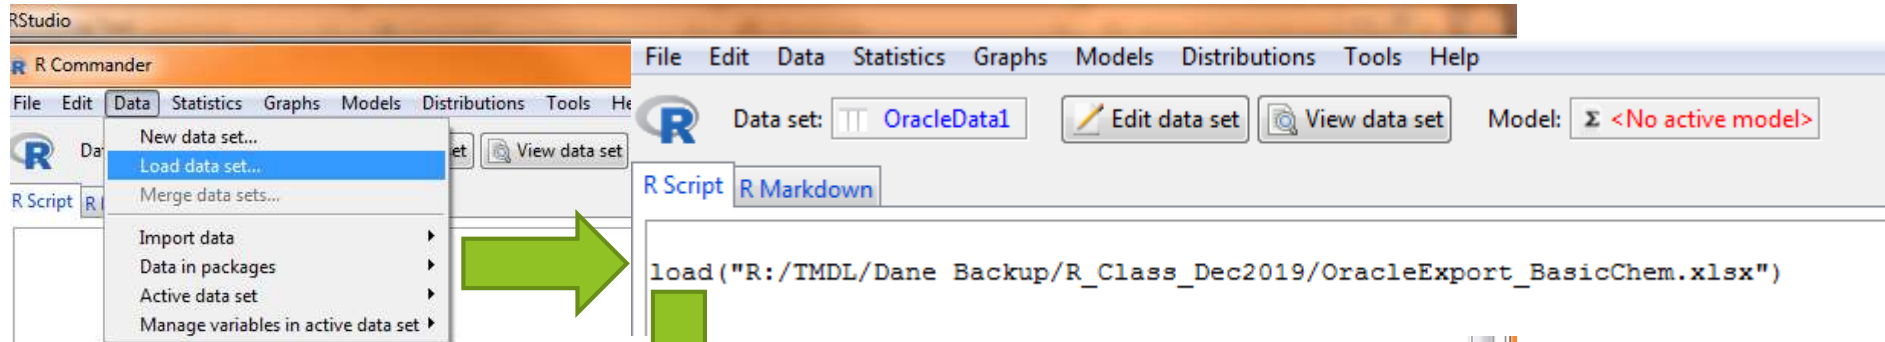 RStudio
R R Commander
File Edit Data Statistics Graphs Models Distributions Tools He
New data set...
R Da et View data set
Load data set...
Merge data sets...
R Script R
Import data
Data in packages
Active data set
Manage variables in active data set
File Edit Data Statistics Graphs Models Distributions Tools Help
R Data set: OracleData1 Edit data set View data set Model: Σ <No active model>
R Script R Markdown
load("R:/TMDL/Dane Backup/R_Class_Dec2019/OracleExport_BasicChem.xlsx")